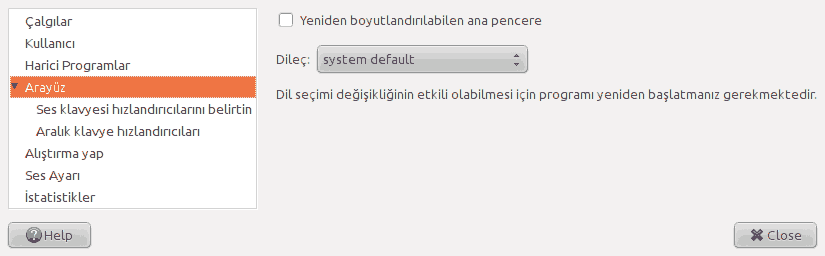 Çalgılar
Kullanıcı
Harici Programlar
Arayüz
Ses klavyesi hızlandırıcılarını belirtin
Aralık klavye hızlandırıcıları
Alıştırma yap
Ses Ayarı
İstatistikler
Yeniden boyutlandırılabilen ana pencere
Dileç: system default
Dil seçimi değişikliğinin etkili olabilmesi için programı yeniden başlatmanız gerekmektedir.
Help
Close